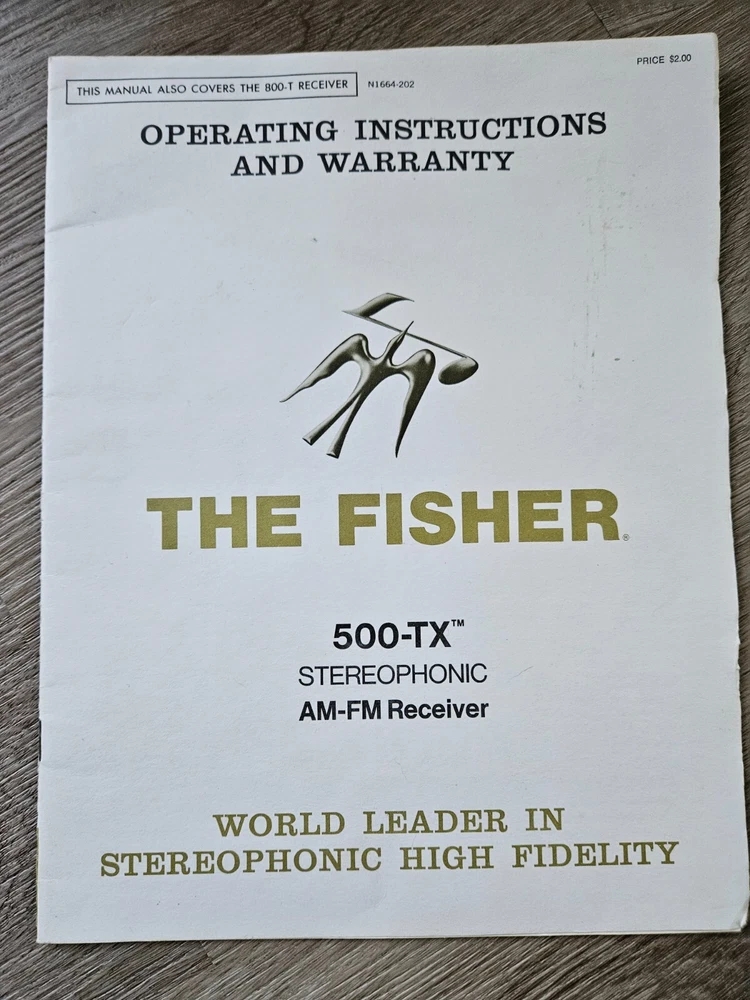 PRICE $2.00
THIS MANUAL ALSO COVERS THE 800-T RECEIVER N1664-202
OPERATING INSTRUCTIONS
AND WARRANTY
THE FISHER®
500-TX™
STEREOPHONIC
AM-FM Receiver
WORLD LEADER IN
STEREOPHONIC HIGH FIDELITY